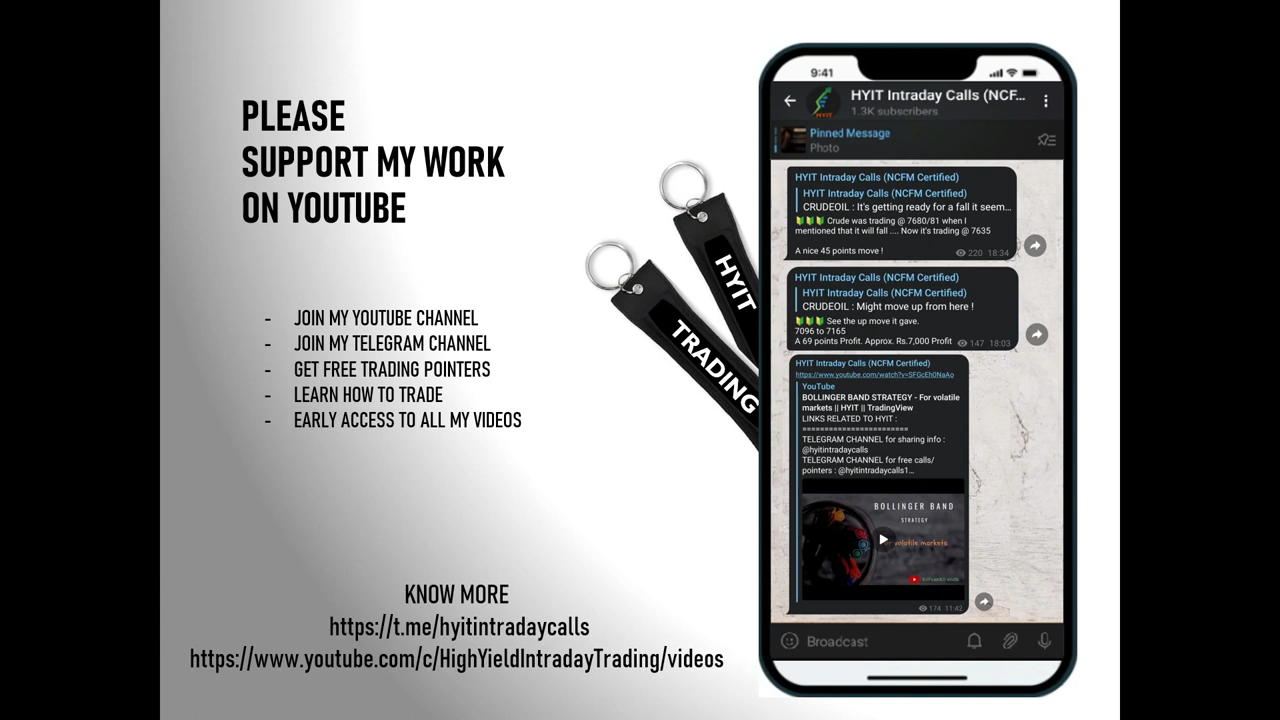 PLEASE
SUPPORT MY WORK
ON YOUTUBE
- JOIN MY YOUTUBE CHANNEL
- JOIN MY TELEGRAM CHANNEL
- GET FREE TRADING POINTERS
- LEARN HOW TO TRADE
- EARLY ACCESS TO ALL MY VIDEOS
KNOW MORE
https://t.me/hyitintradaycalls
https://www.youtube.com/c/HighYieldIntradayTrading/videos
HYIT
TRADING
9:41
HYIT Intraday Calls (NCF...
1.3K subscribers
HYIT
Pinned Message
Photo
HYIT Intraday Calls (NCFM Certified)
HYIT Intraday Calls (NCFM Certified)
CRUDEOIL : It's getting ready for a fall it seem...
Crude was trading @ 7680/81 when I
mentioned that it will fall .... Now it's trading @ 7635
A nice 45 points move !
220 18:34
HYIT Intraday Calls (NCFM Certified)
HYIT Intraday Calls (NCFM Certified)
CRUDEOIL : Might move up from here !
See the up move it gave.
7096 to 7165
A 69 points Profit. Approx. Rs.7,000 Profit
147 18:03
HYIT Intraday Calls (NCFM Certified)
https://www.youtube.com/watch?v=SFGcEh0NaAo
YouTube
BOLLINGER BAND STRATEGY - For volatile
markets || HYIT || TradingView
LINKS RELATED TO HYIT :
========================
TELEGRAM CHANNEL for sharing info :
@hyitintradaycalls
TELEGRAM CHANNEL for free calls/
pointers : @hyitintradaycalls1...
BOLLINGER BAND
STRATEGY
volatile markets
174 11:42
Broadcast